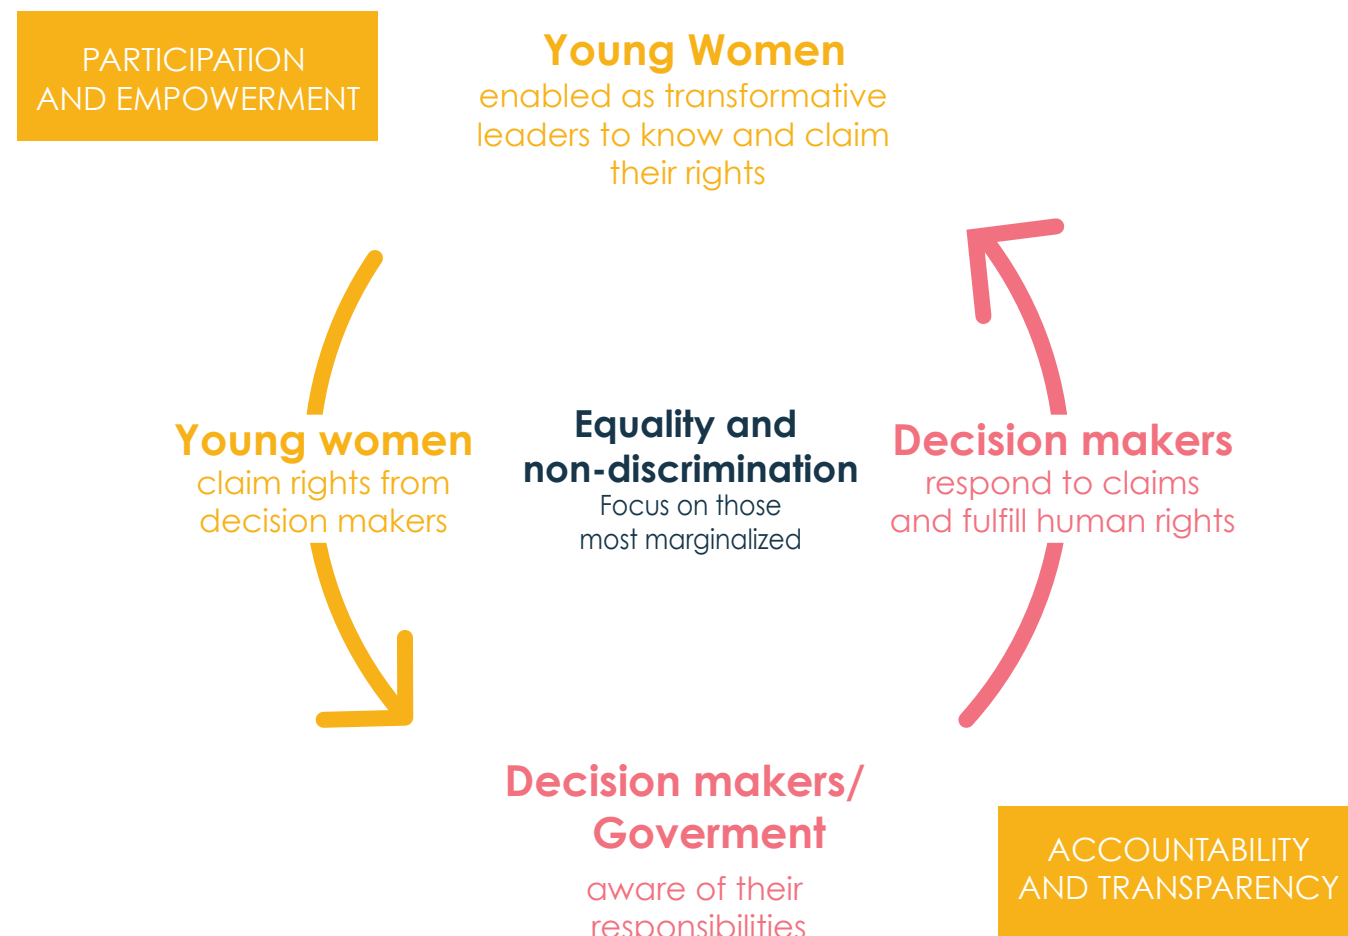 PARTICIPATION
AND EMPOWERMENT
Young Women
enabled as transformative
leaders to know and claim
their rights
Young women
claim rights from
decision makers
Equality and
non-discrimination
Focus on those
most marginalized
Decision makers
respond to claims
and fulfill human rights
Decision makers/
Goverment
aware of their
responsibilities
ACCOUNTABILITY
AND TRANSPARENCY